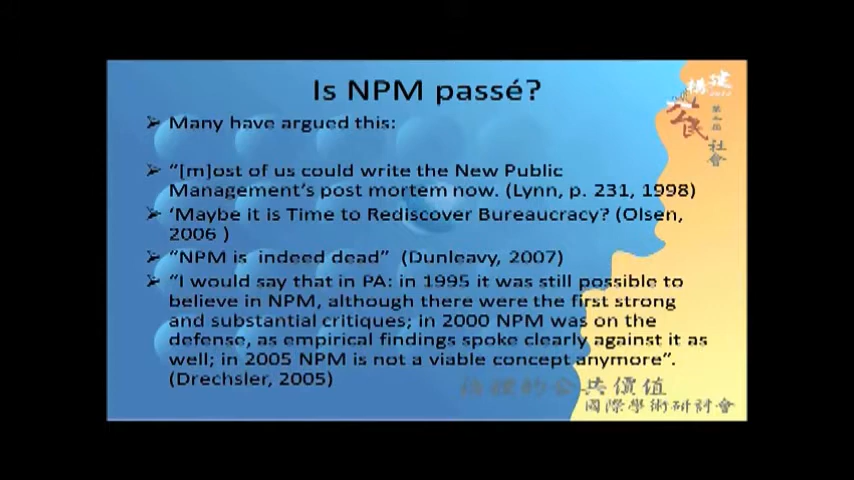 Is NPM passé?
➢ Many have argued this:
➢ “[m]ost of us could write the New Public
Management’s post mortem now. (Lynn, p. 231, 1998)
➢ ‘Maybe it is Time to Rediscover Bureaucracy? (Olsen,
2006 )
➢ “NPM is indeed dead” (Dunleavy, 2007)
➢ “I would say that in PA: in 1995 it was still possible to
believe in NPM, although there were the first strong
and substantial critiques; in 2000 NPM was on the
defense, as empirical findings spoke clearly against it as
well; in 2005 NPM is not a viable concept anymore”.
(Drechsler, 2005)
構建
公民
社會
公共價值
國際學術研討會